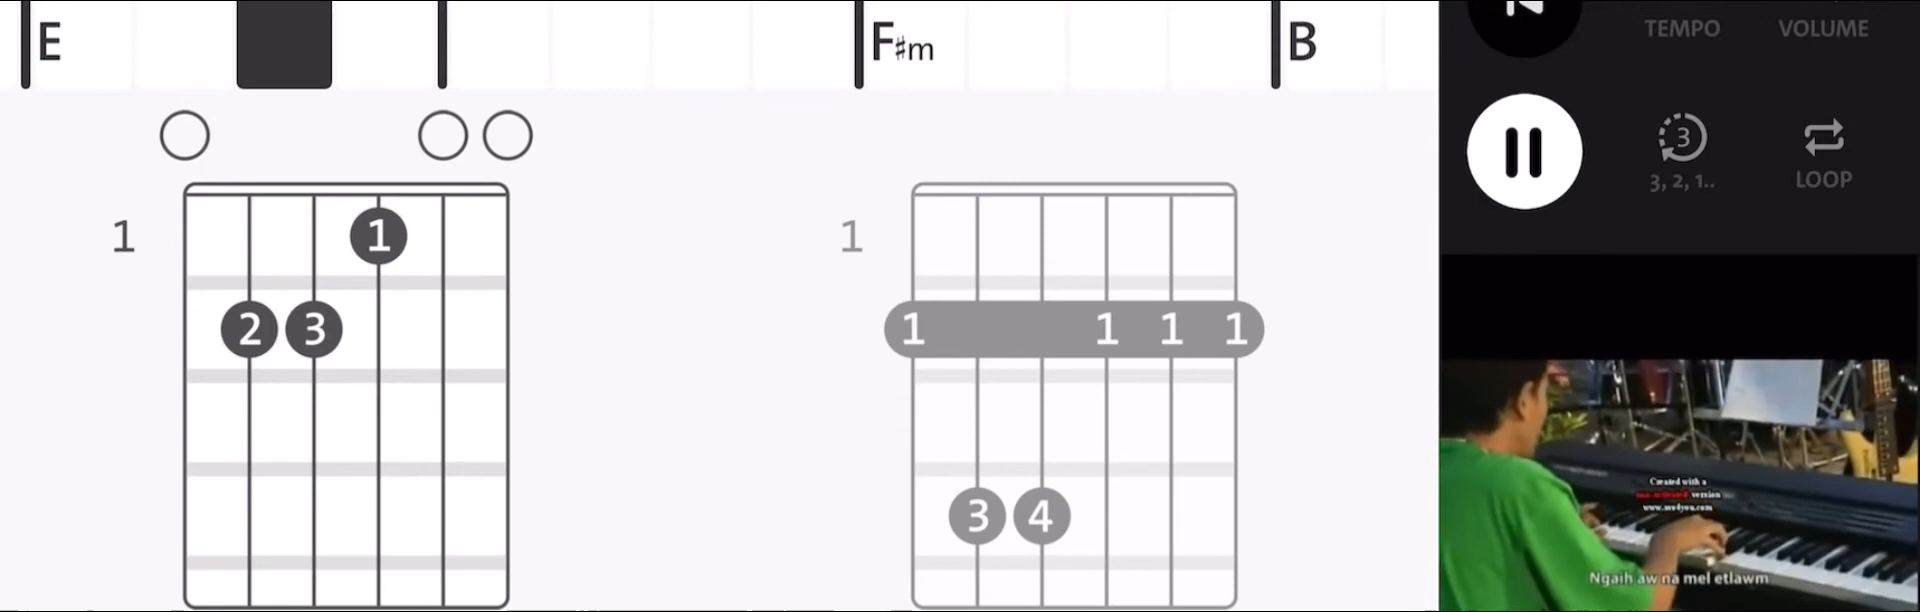 E
F♯m
B
TEMPO
VOLUME
1
1
2
3
1
1
1
1
1
3
4
3
3, 2, 1..
LOOP
Created with a
version
Ngaih aw na mel etlawm